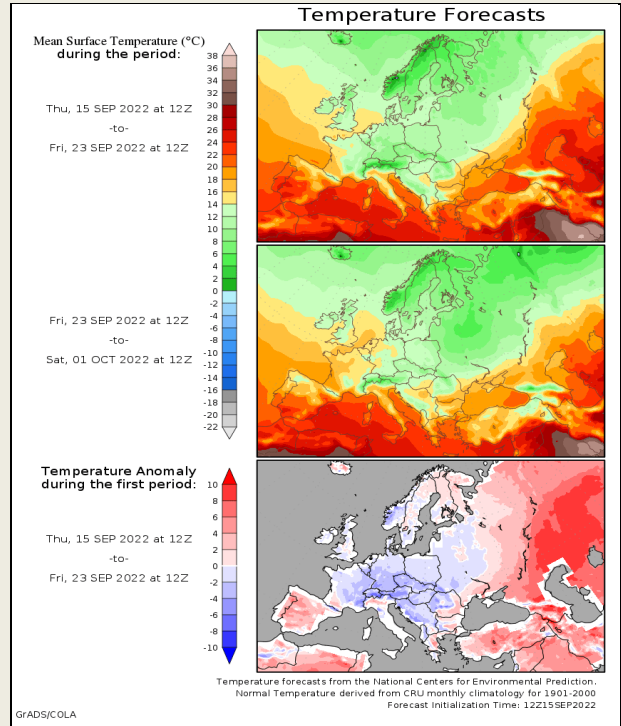 Temperature Forecasts
Mean Surface Temperature (°C)
during the period:
Thu, 15 SEP 2022 at 12Z
-to-
Fri, 23 SEP 2022 at 12Z
38
36
34
32
30
28
26
24
22
20
18
16
14
12
10
8
6
4
2
0
-2
-4
-6
-8
-10
-12
-14
-16
-18
-20
-22
Fri, 23 SEP 2022 at 12Z
-to-
Sat, 01 OCT 2022 at 12Z
Temperature Anomaly
during the first period:
Thu, 15 SEP 2022 at 12Z
-to-
Fri, 23 SEP 2022 at 12Z
10
8
6
4
2
0
-2
-4
-6
-8
-10
Temperature forecasts from the National Centers for Environmental Prediction.
Normal Temperature derived from CRU monthly climatology for 1901-2000
Forecast Initialization Time: 12Z15SEP2022
GrADS/COLA